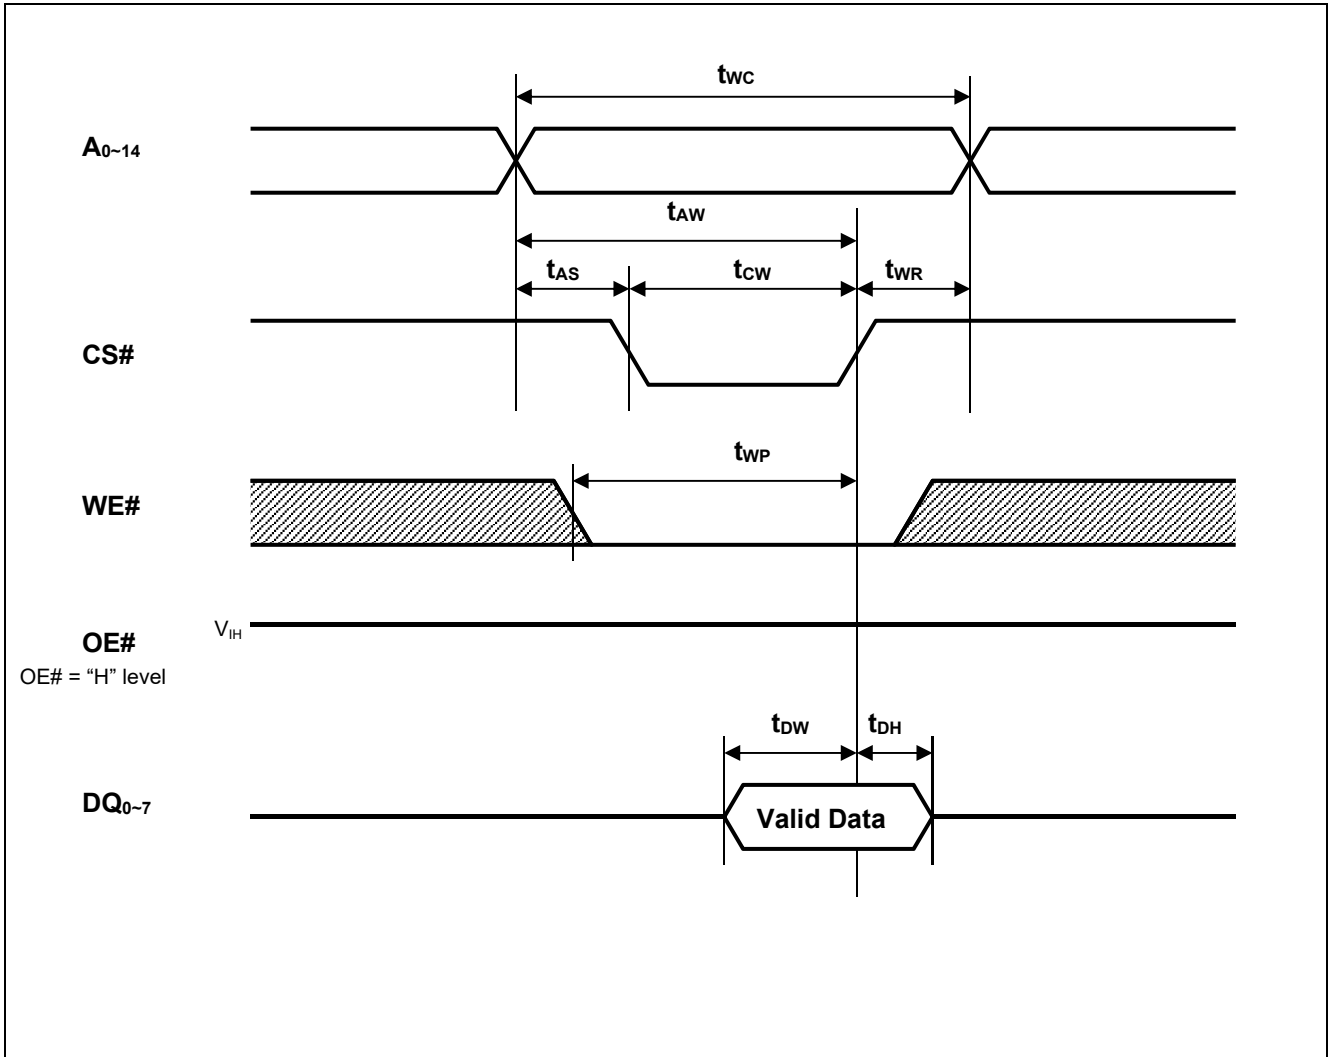 tWC
A0~14
tAW
tAS tCW tWR
CS#
tWP
WE#
VIH
OE#
OE# = “H” level
tDW tDH
DQ0~7
Valid Data